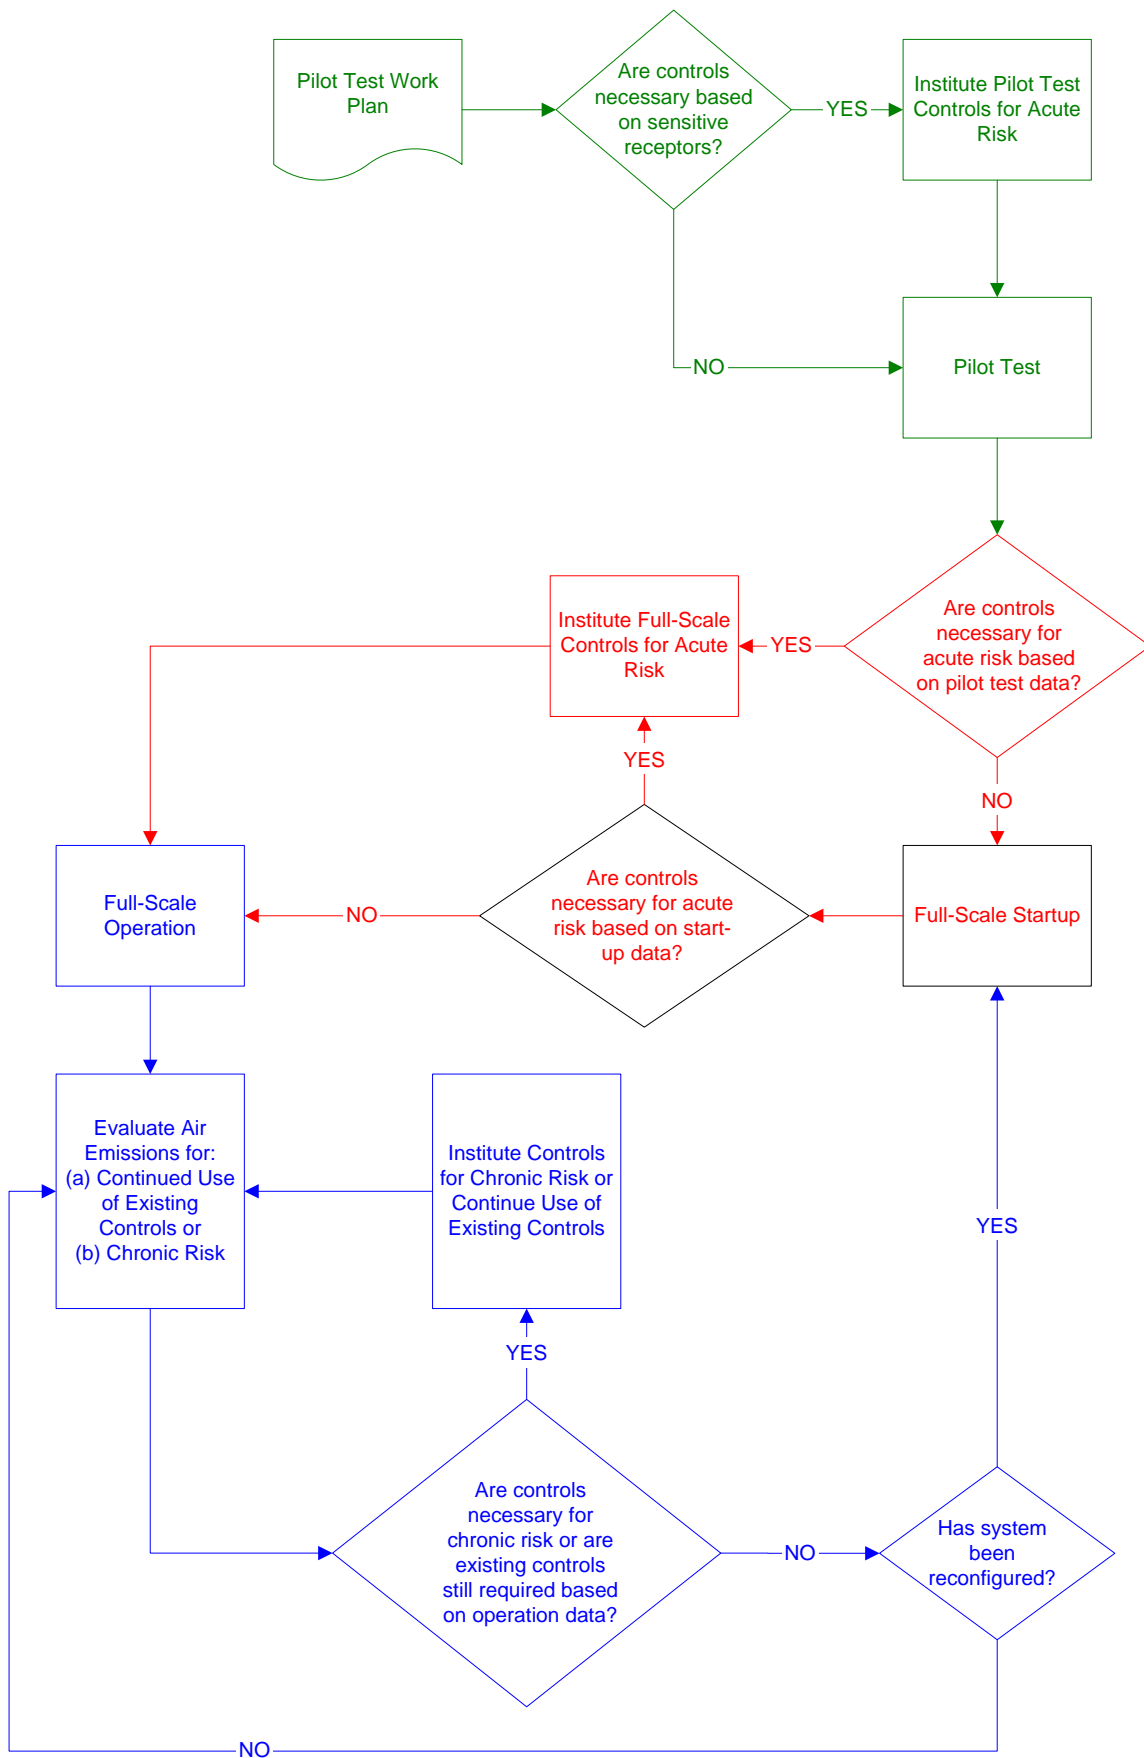 Pilot Test Work
Plan
Are controls
necessary based
on sensitive
receptors?
YES
Institute Pilot Test
Controls for Acute
Risk
NO
Pilot Test
Institute Full-Scale
Controls for Acute
Risk
YES
Are controls
necessary for
acute risk based
on pilot test data?
YES
NO
Full-Scale
Operation
NO
Are controls
necessary for acute
risk based on start-
up data?
Full-Scale Startup
Evaluate Air
Emissions for:
(a) Continued Use
of Existing
Controls or
(b) Chronic Risk
Institute Controls
for Chronic Risk or
Continue Use of
Existing Controls
YES
YES
Are controls
necessary for
chronic risk or are
existing controls
still required based
on operation data?
NO
Has system
been
reconfigured?
NO